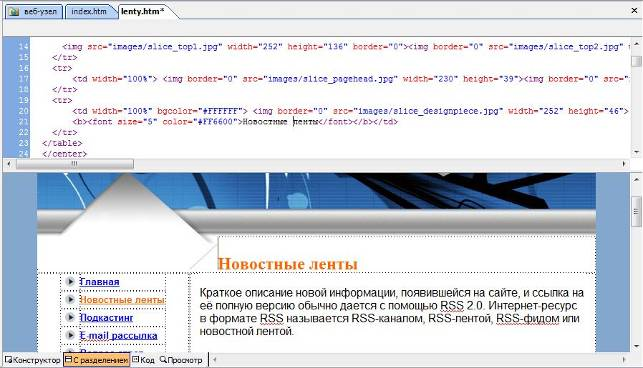 веб-узел index.htm lenty.htm*
14 <img src="images/slice_top1.jpg" width="252" height="136" border="0"><img border="0" src="images/slice_top2.jpg"
15 </tr>
16 <tr>
17 <td width="100%"> <img border="0" src="images/slice_pagehead.jpg" width="230" height="39"><img border="0"
18 </tr>
19 <tr>
20 <td width="100%" bgcolor="#FFFFFF"> <img border="0" src="images/slice_designpiece.jpg" width="252" height="46">
21 <b><font size="5" color="#FF6600">Новостные ленты</font></b></td>
22 </tr>
23 </table>
24 </center>
Новостные ленты
Главная
Новостные ленты
Подкастинг
E-mail рассылка
Краткое описание новой информации, появившейся на сайте, и ссылка на
её полную версию обычно дается с помощью RSS 2.0. Интернет-ресурс
в формате RSS называется RSS-каналом, RSS-лентой, RSS-фидом или
новостной лентой.
Конструктор С разделением Код Просмотр